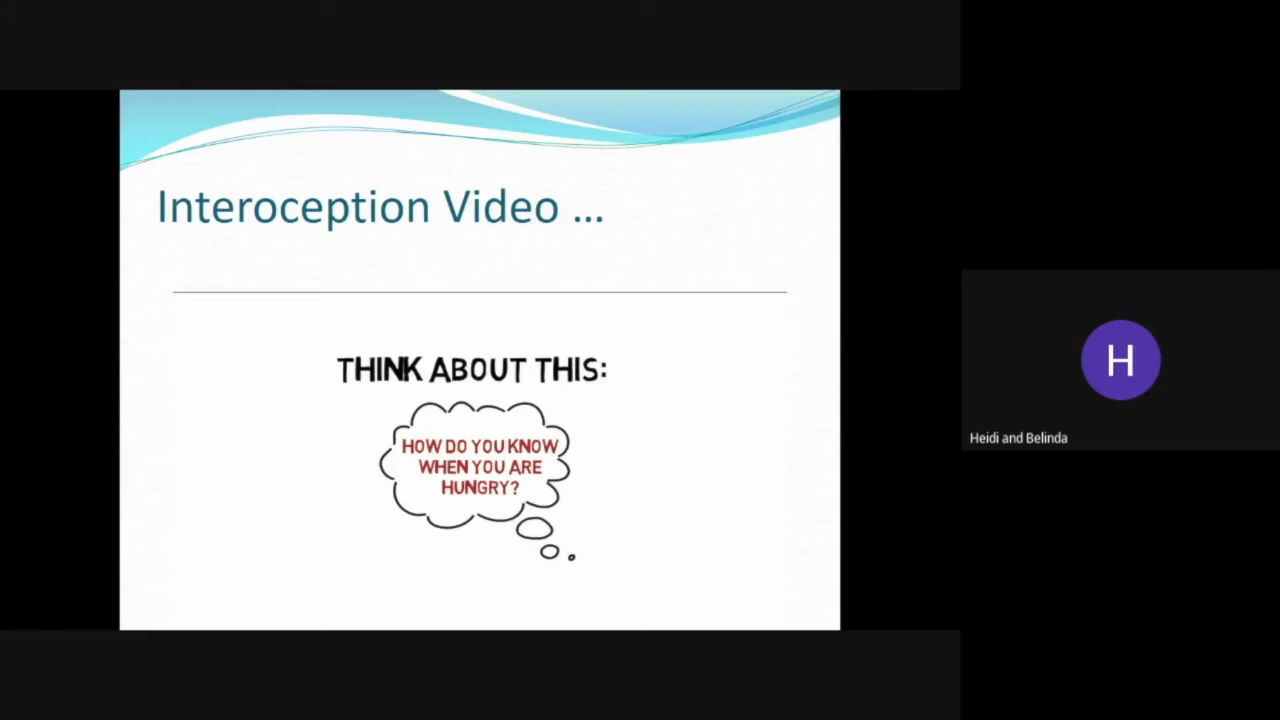 Interoception Video ...
THINK ABOUT THIS:
HOW DO YOU KNOW
WHEN YOU ARE
HUNGRY?
H
Heidi and Belinda